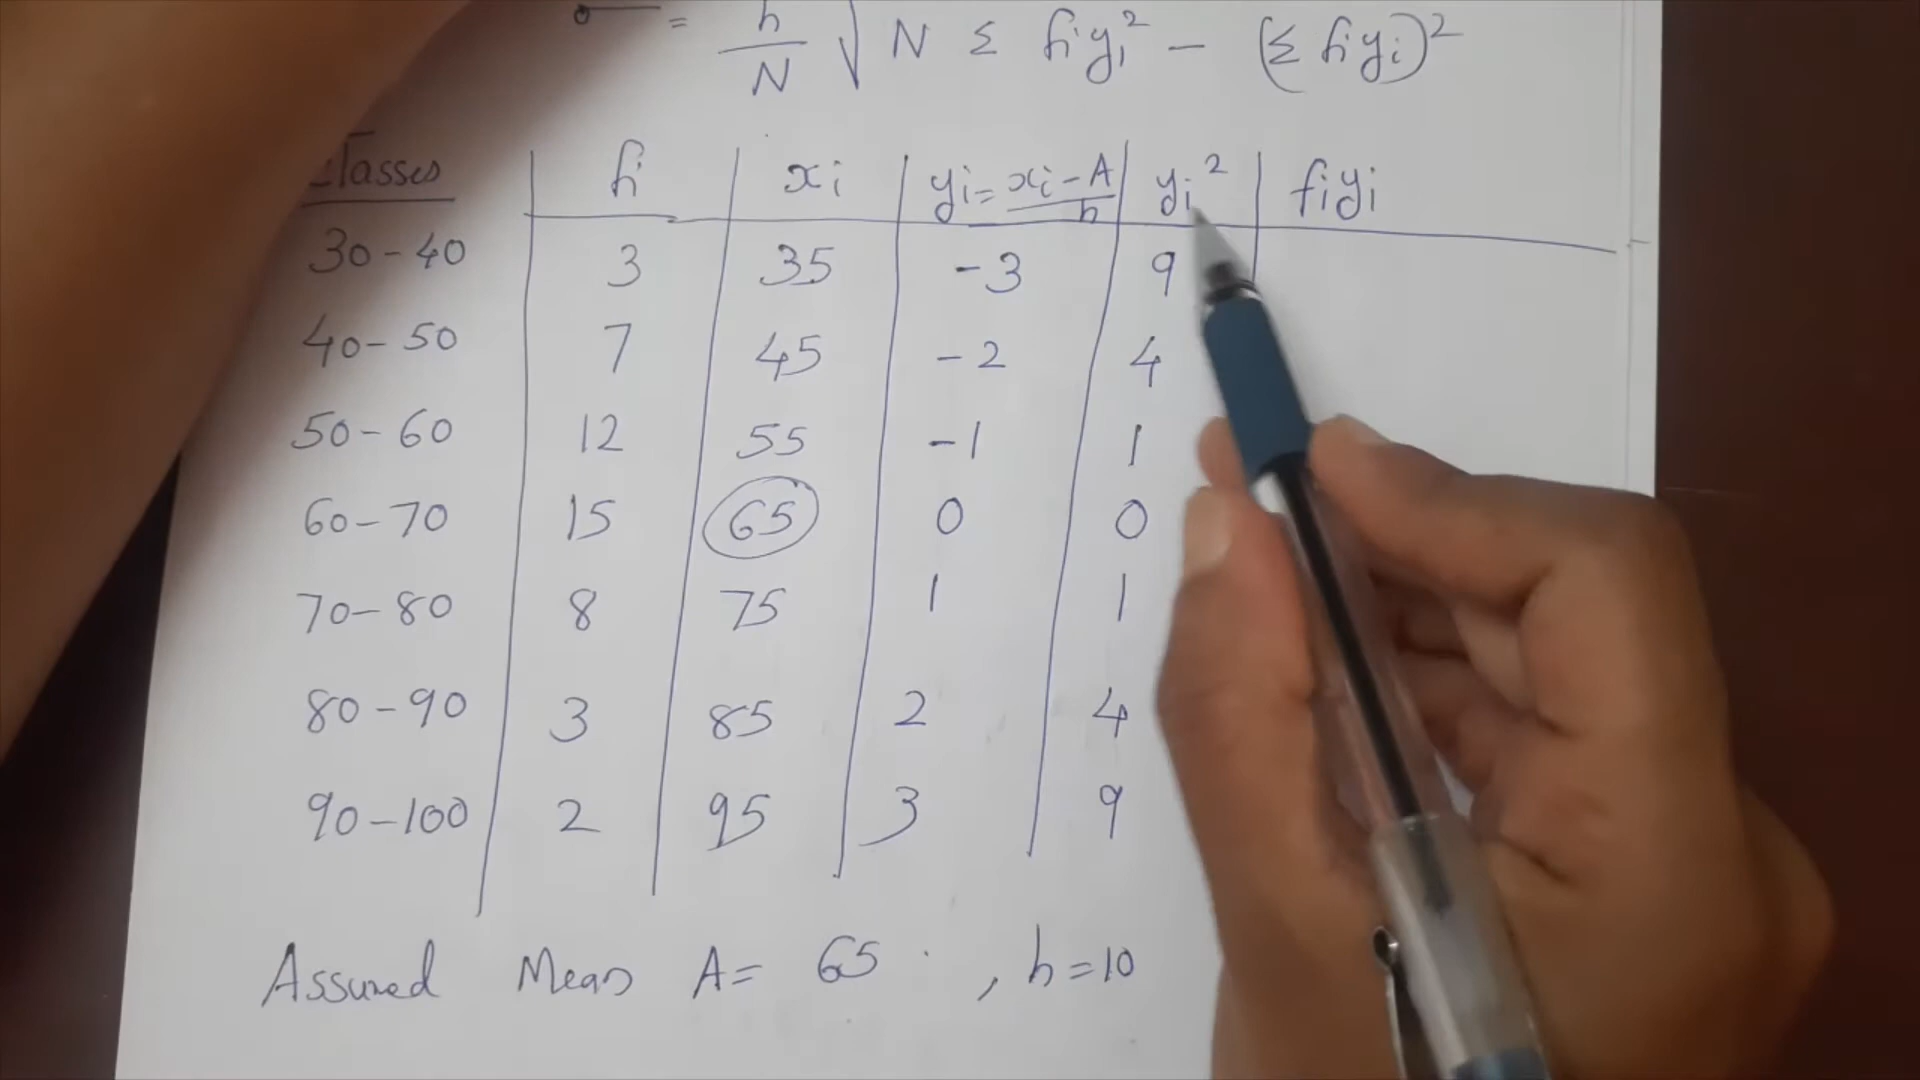 σ = h/N √ N Σ fiyi² - (Σ fiyi)²
Classes | fi | xi | yi = xi-A/h | yi² | fiyi
30-40 | 3 | 35 | -3 | 9
40-50 | 7 | 45 | -2 | 4
50-60 | 12 | 55 | -1 | 1
60-70 | 15 | 65 | 0 | 0
70-80 | 8 | 75 | 1 | 1
80-90 | 3 | 85 | 2 | 4
90-100 | 2 | 95 | 3 | 9
Assumed Mean A= 65 , h=10